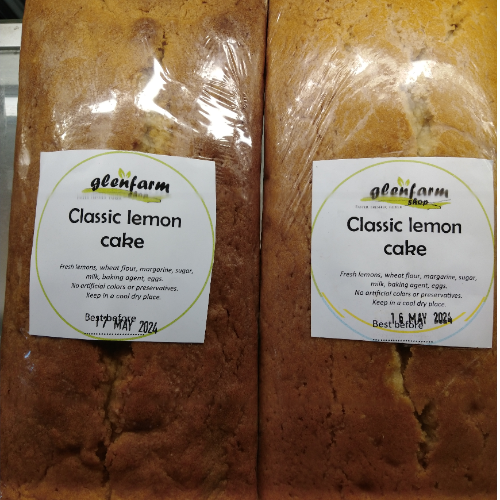 glenfarm
shop
Classic lemon
cake
Fresh lemons, wheat flour, margarine, sugar,
milk, baking agent, eggs.
No artificial colors or preservatives.
Keep in a cool dry place.
Best before
17 MAY 2024
glenfarm
shop
Classic lemon
cake
Fresh lemons, wheat flour, margarine, sugar,
milk, baking agent, eggs.
No artificial colors or preservatives.
Keep in a cool dry place.
16 MAY 2024
Best before